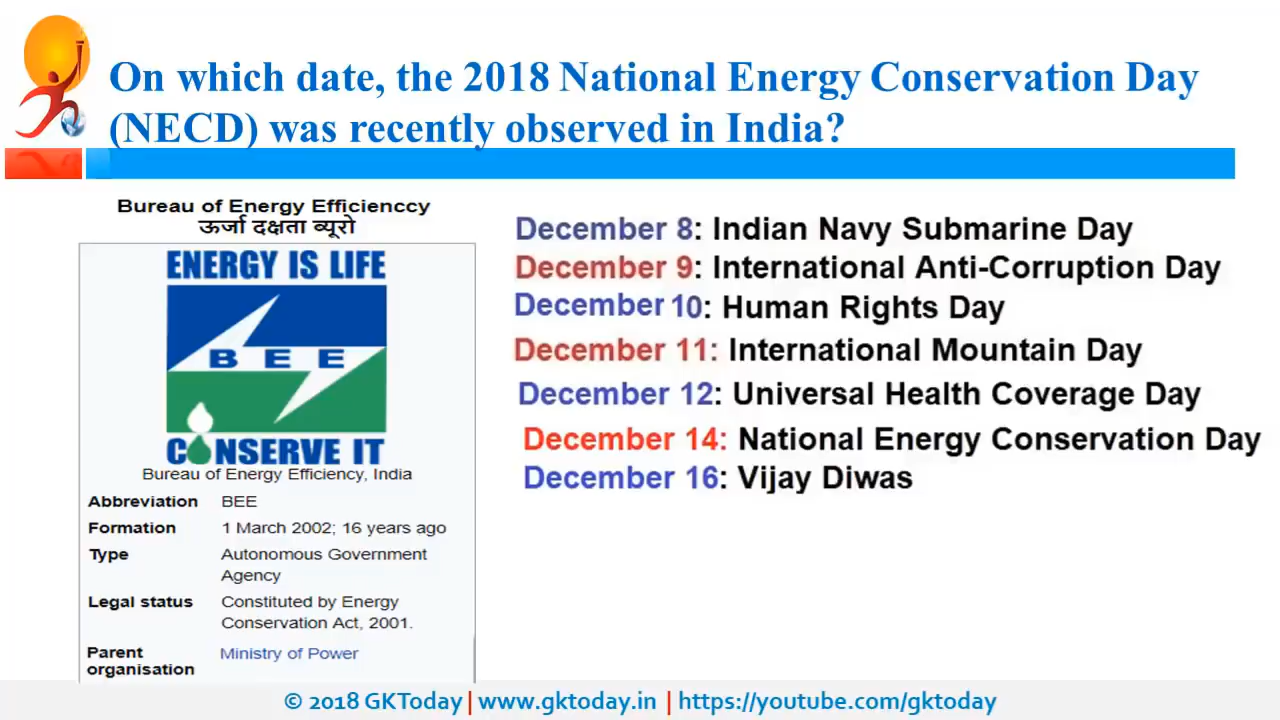 On which date, the 2018 National Energy Conservation Day
(NECD) was recently observed in India?
Bureau of Energy Efficienccy
ऊर्जा दक्षता ब्यूरो
ENERGY IS LIFE
BEE
CONSERVE IT
Bureau of Energy Efficiency, India
Abbreviation BEE
Formation 1 March 2002; 16 years ago
Type Autonomous Government
Agency
Legal status Constituted by Energy
Conservation Act, 2001.
Parent Ministry of Power
organisation
December 8: Indian Navy Submarine Day
December 9: International Anti-Corruption Day
December 10: Human Rights Day
December 11: International Mountain Day
December 12: Universal Health Coverage Day
December 14: National Energy Conservation Day
December 16: Vijay Diwas
© 2018 GKToday | www.gktoday.in | https://youtube.com/gktoday